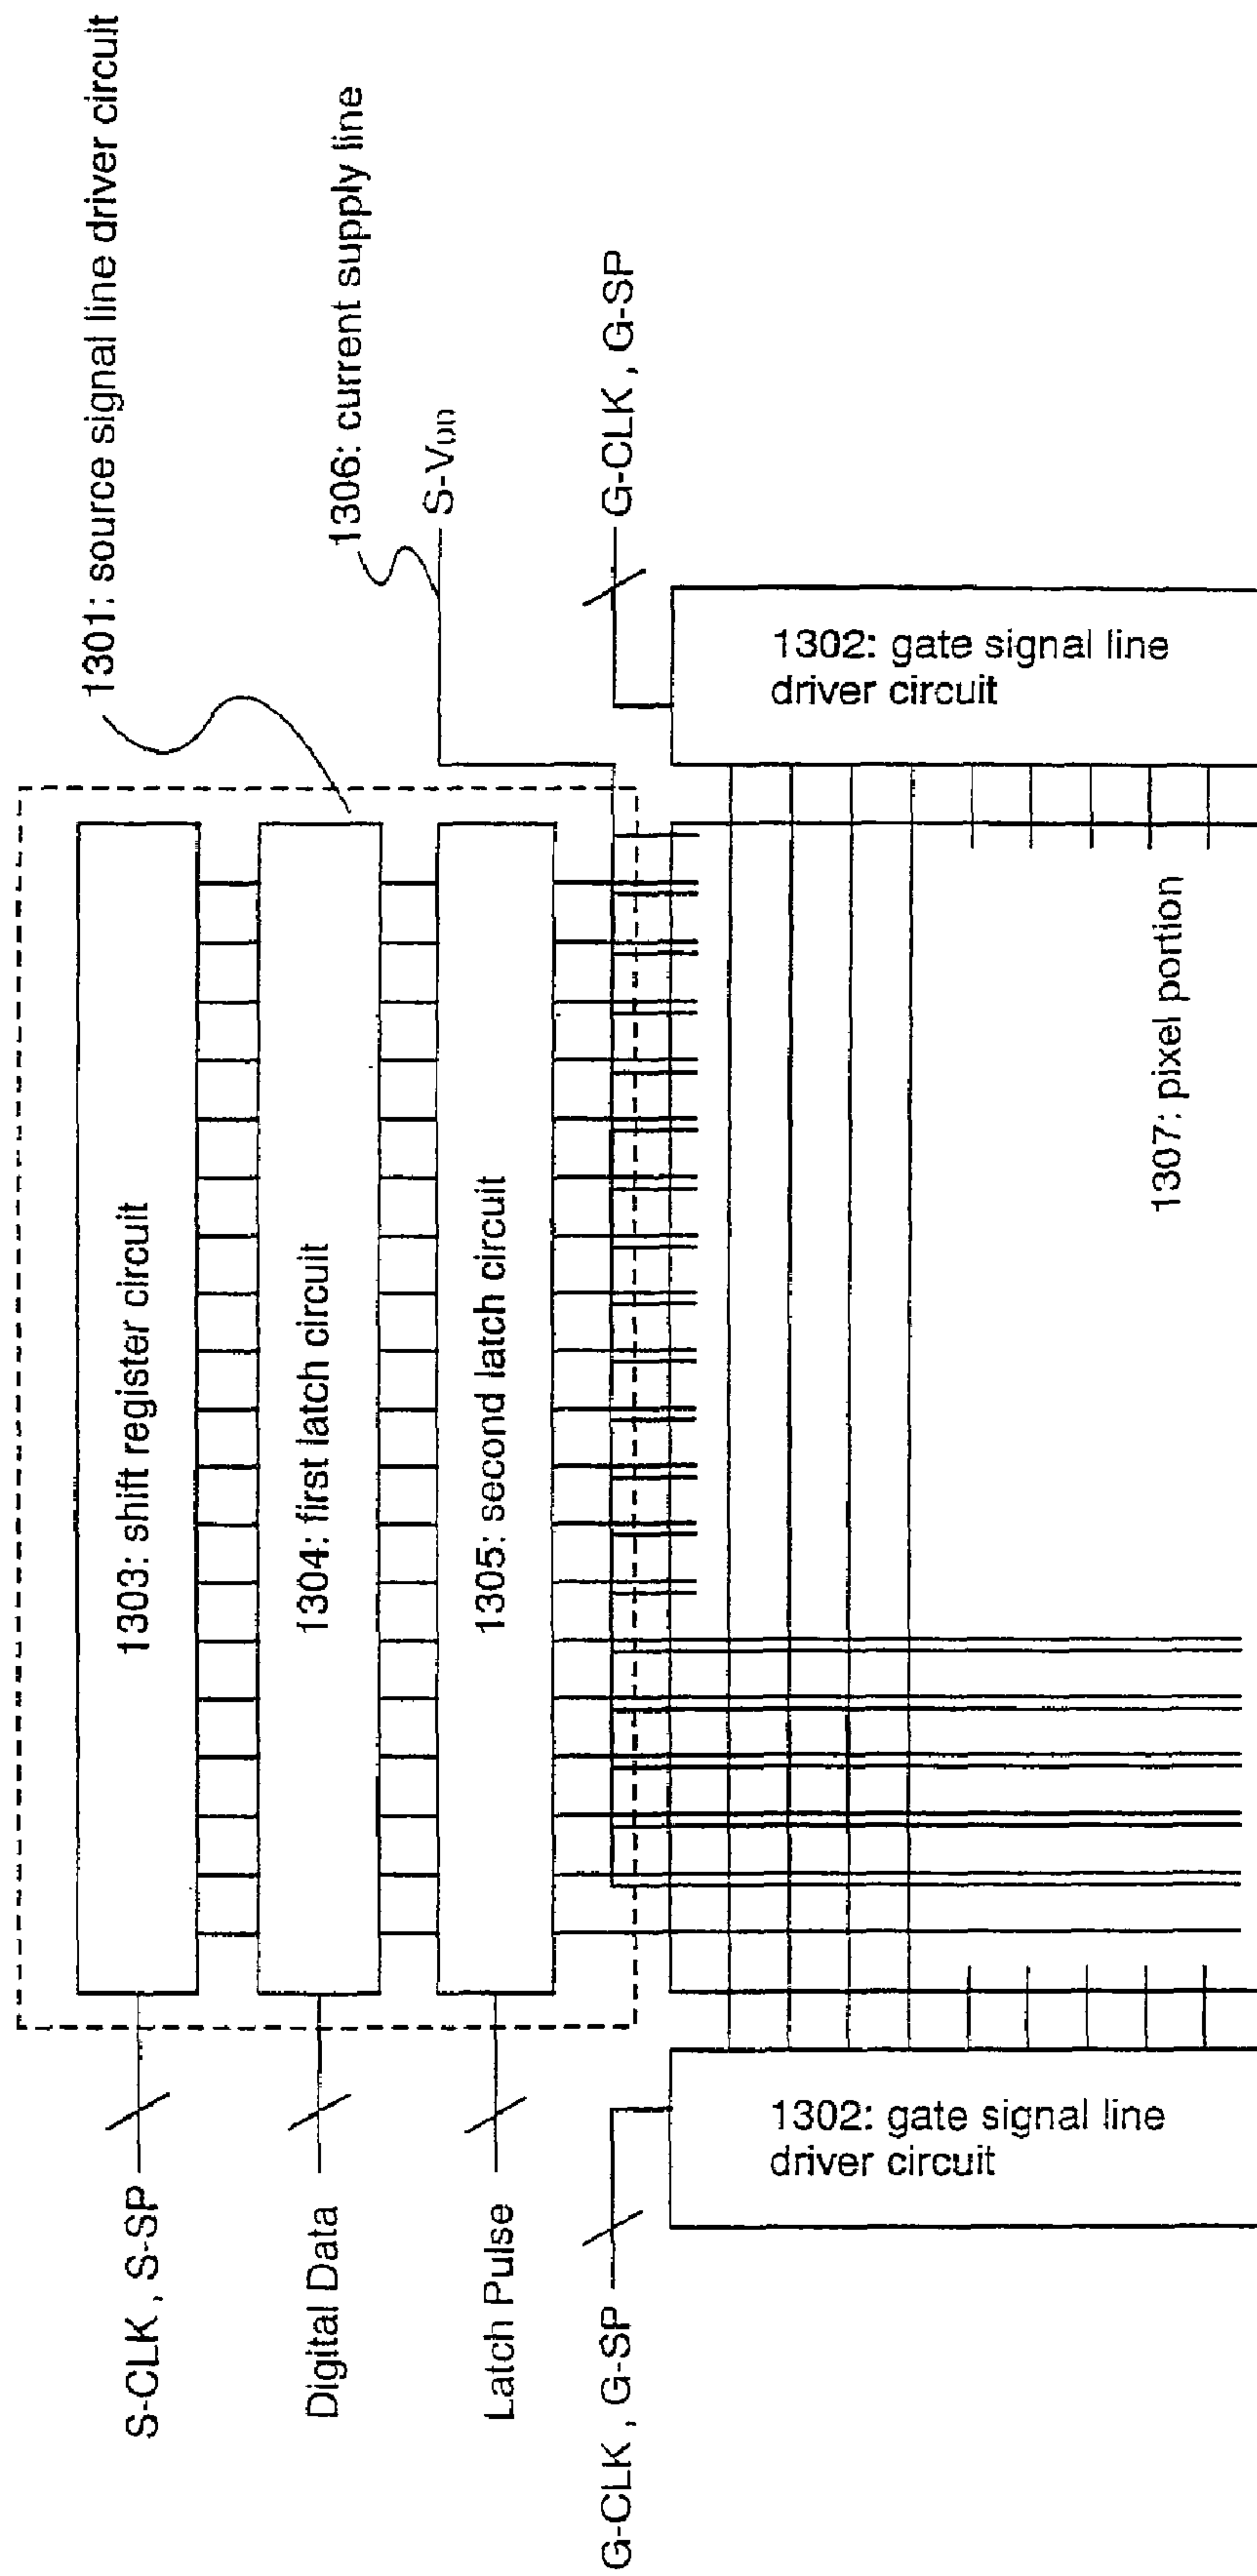 1301: source signal line driver circuit
1303: shift register circuit
S-CLK , S-SP
1304: first latch circuit
Digital Data
1306: current supply line
S-VDD
1305: second latch circuit
Latch Pulse
G-CLK , G-SP
G-CLK , G-SP
1302: gate signal line
driver circuit
1302: gate signal line
driver circuit
1307: pixel portion